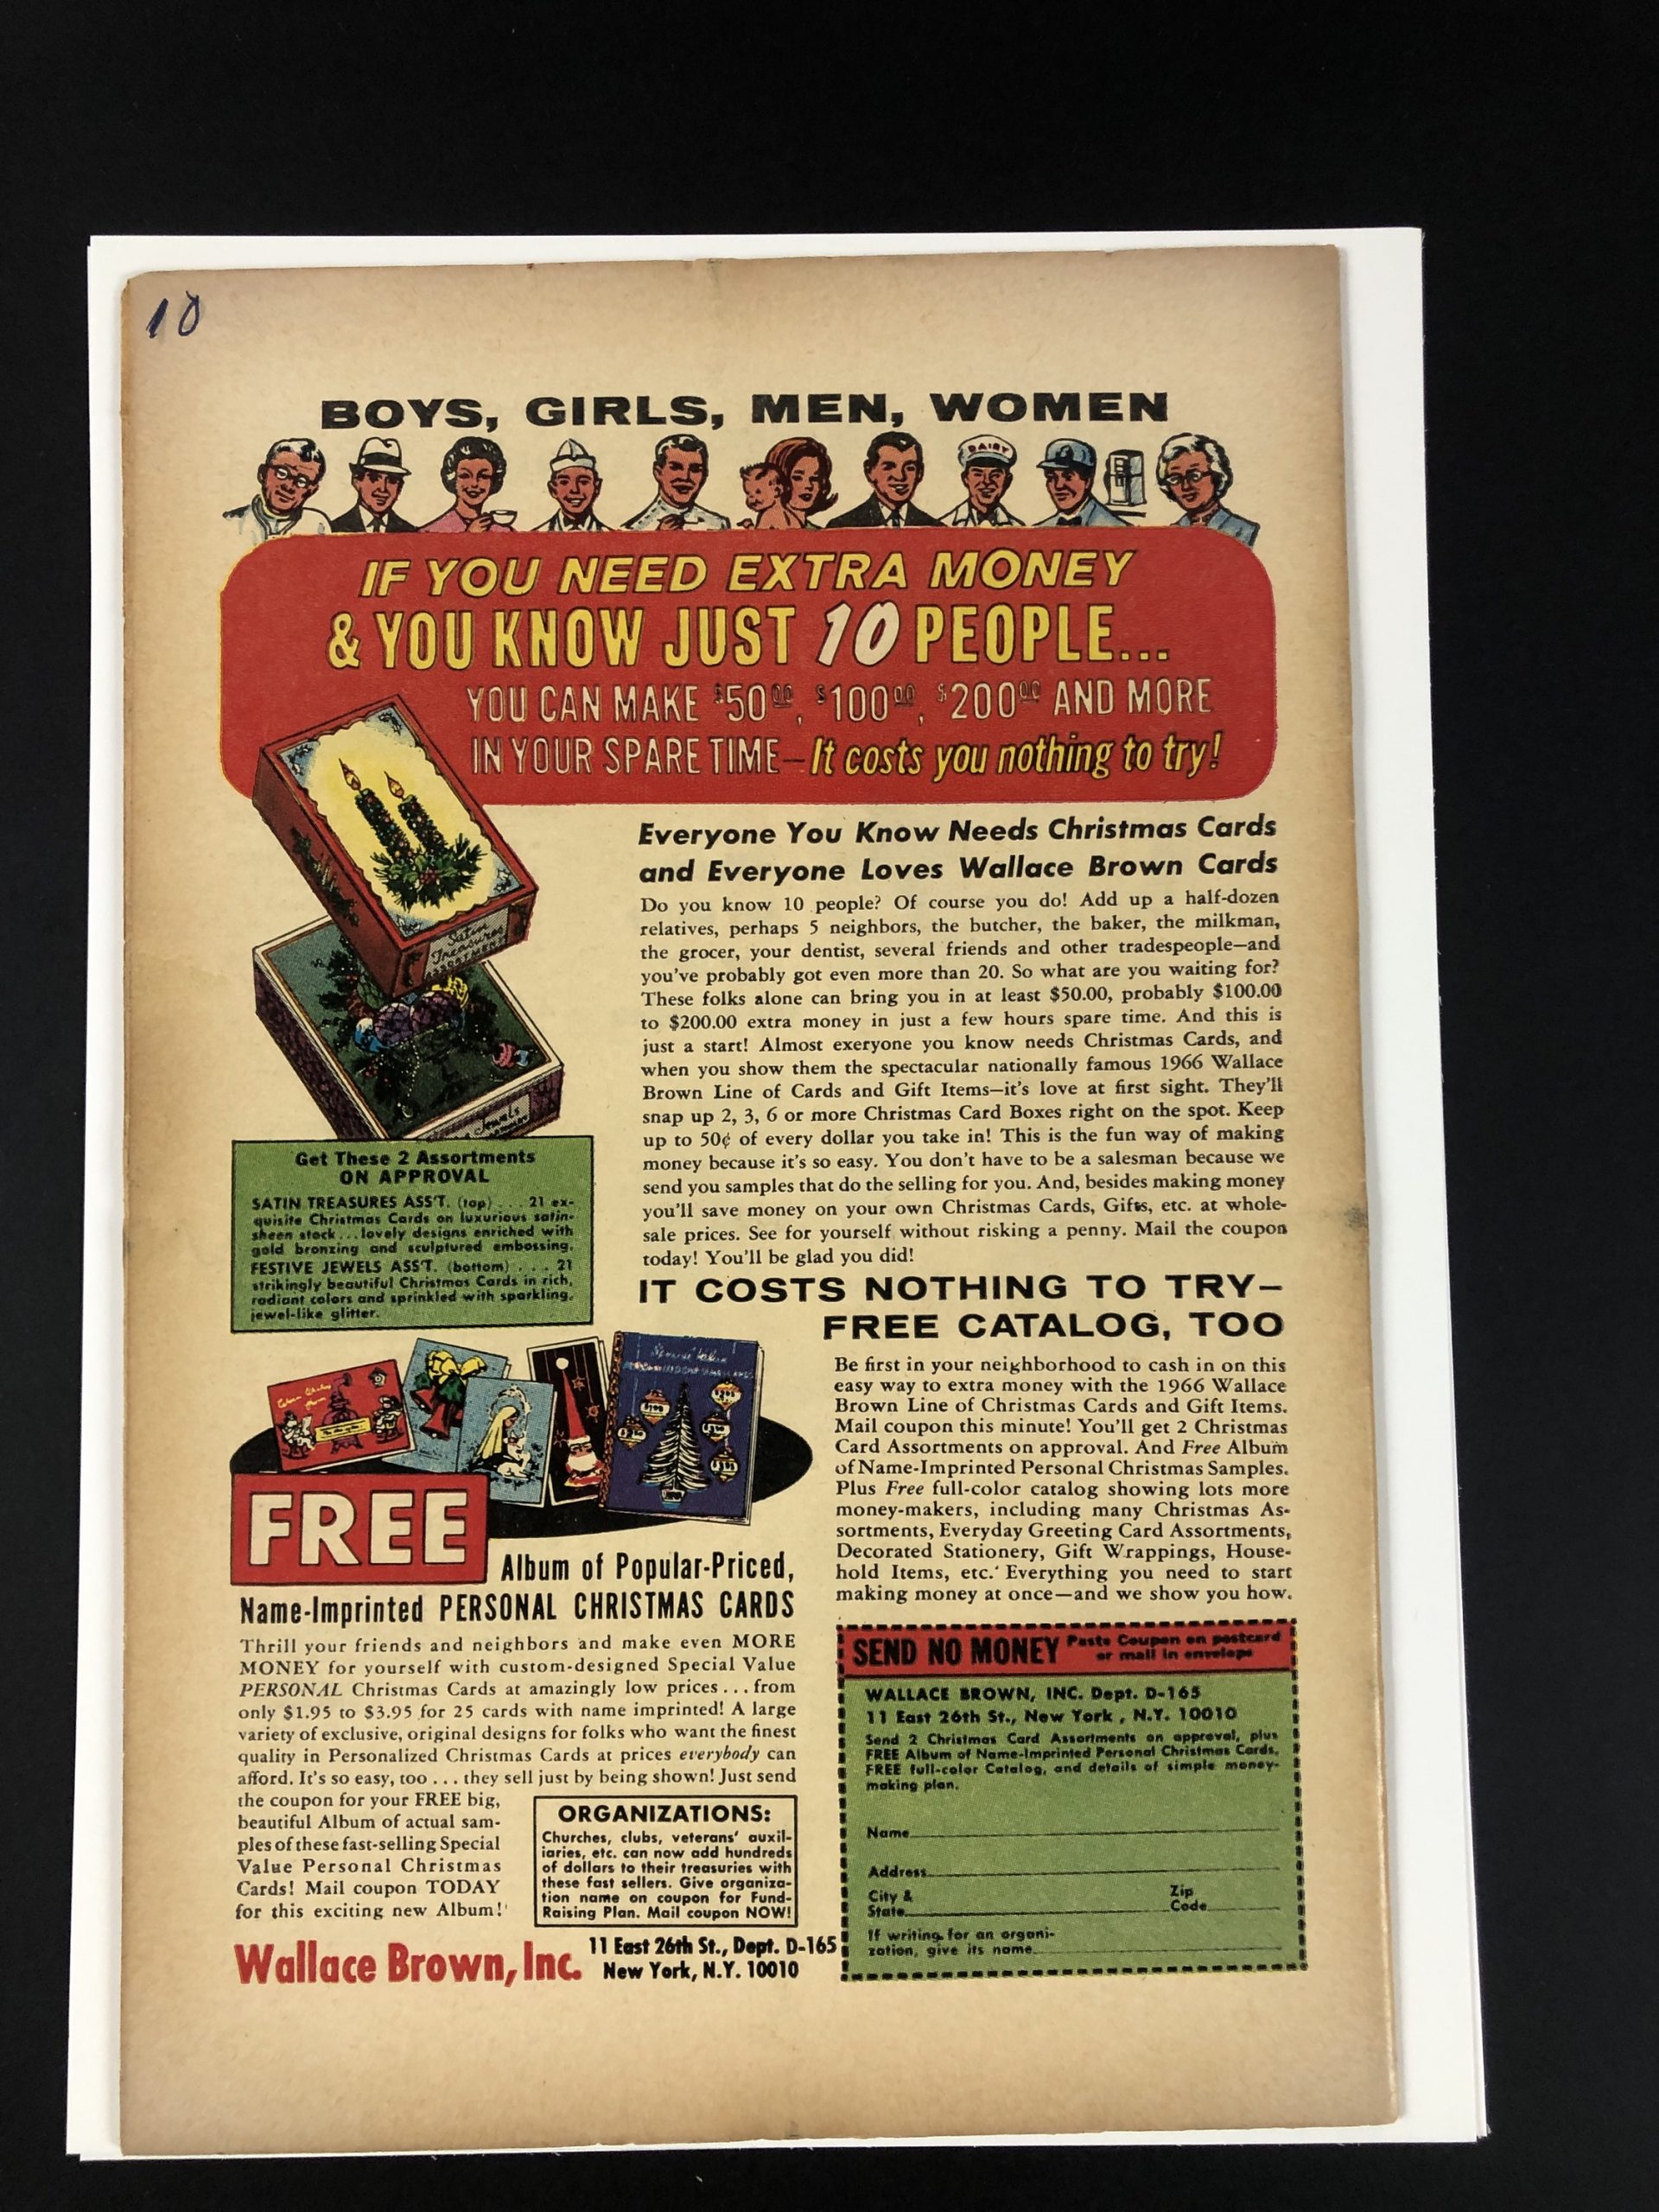 10
BOYS, GIRLS, MEN, WOMEN
DAIRY
IF YOU NEED EXTRA MONEY
& YOU KNOW JUST 10 PEOPLE...
YOU CAN MAKE $50.00, $100.00, $200.00 AND MORE
IN YOUR SPARE TIME—It costs you nothing to try!
Satin
Treasures
ASSORTMENT
Jewels
Everyone You Know Needs Christmas Cards
and Everyone Loves Wallace Brown Cards
Do you know 10 people? Of course you do! Add up a half-dozen
relatives, perhaps 5 neighbors, the butcher, the baker, the milkman,
the grocer, your dentist, several friends and other tradespeople—and
you've probably got even more than 20. So what are you waiting for?
These folks alone can bring you in at least $50.00, probably $100.00
to $200.00 extra money in just a few hours spare time. And this is
just a start! Almost exeryone you know needs Christmas Cards, and
when you show them the spectacular nationally famous 1966 Wallace
Brown Line of Cards and Gift Items—it's love at first sight. They'll
snap up 2, 3, 6 or more Christmas Card Boxes right on the spot. Keep
up to 50¢ of every dollar you take in! This is the fun way of making
money because it's so easy. You don't have to be a salesman because we
send you samples that do the selling for you. And, besides making money
you'll save money on your own Christmas Cards, Gifts, etc. at whole-
sale prices. See for yourself without risking a penny. Mail the coupon
today! You'll be glad you did!
Get These 2 Assortments
ON APPROVAL
SATIN TREASURES ASS'T. (top) . . . 21 ex-
quisite Christmas Cards on luxurious satin-
sheen stock...lovely designs enriched with
gold bronzing and sculptured embossing.
FESTIVE JEWELS ASS'T. (bottom) . . . 21
strikingly beautiful Christmas Cards in rich,
radiant colors and sprinkled with sparkling,
jewel-like glitter.
IT COSTS NOTHING TO TRY—
FREE CATALOG, TOO
Be first in your neighborhood to cash in on this
easy way to extra money with the 1966 Wallace
Brown Line of Christmas Cards and Gift Items.
Mail coupon this minute! You'll get 2 Christmas
Card Assortments on approval. And Free Album
of Name-Imprinted Personal Christmas Samples.
Plus Free full-color catalog showing lots more
money-makers, including many Christmas As-
sortments, Everyday Greeting Card Assortments,
Decorated Stationery, Gift Wrappings, House-
hold Items, etc. Everything you need to start
making money at once—and we show you how.
FREE
Album of Popular-Priced,
Name-Imprinted PERSONAL CHRISTMAS CARDS
Thrill your friends and neighbors and make even MORE
MONEY for yourself with custom-designed Special Value
PERSONAL Christmas Cards at amazingly low prices...from
only $1.95 to $3.95 for 25 cards with name imprinted! A large
variety of exclusive, original designs for folks who want the finest
quality in Personalized Christmas Cards at prices everybody can
afford. It's so easy, too . . . they sell just by being shown! Just send
the coupon for your FREE big,
beautiful Album of actual sam-
ples of these fast-selling Special
Value Personal Christmas
Cards! Mail coupon TODAY
for this exciting new Album!
ORGANIZATIONS:
Churches, clubs, veterans' auxil-
iaries, etc. can now add hundreds
of dollars to their treasuries with
these fast sellers. Give organiza-
tion name on coupon for Fund-
Raising Plan. Mail coupon NOW!
Wallace Brown, Inc.
11 East 26th St., Dept. D-165
New York, N.Y. 10010
SEND NO MONEY
Paste Coupon on postcard
or mail in envelope
WALLACE BROWN, INC. Dept. D-165
11 East 26th St., New York , N.Y. 10010
Send 2 Christmas Card Assortments on approval, plus
FREE Album of Name-Imprinted Personal Christmas Cards,
FREE full-color Catalog, and details of simple money-
making plan.
Name
Address
City &
State
Zip
Code
If writing for an organi-
zation, give its name